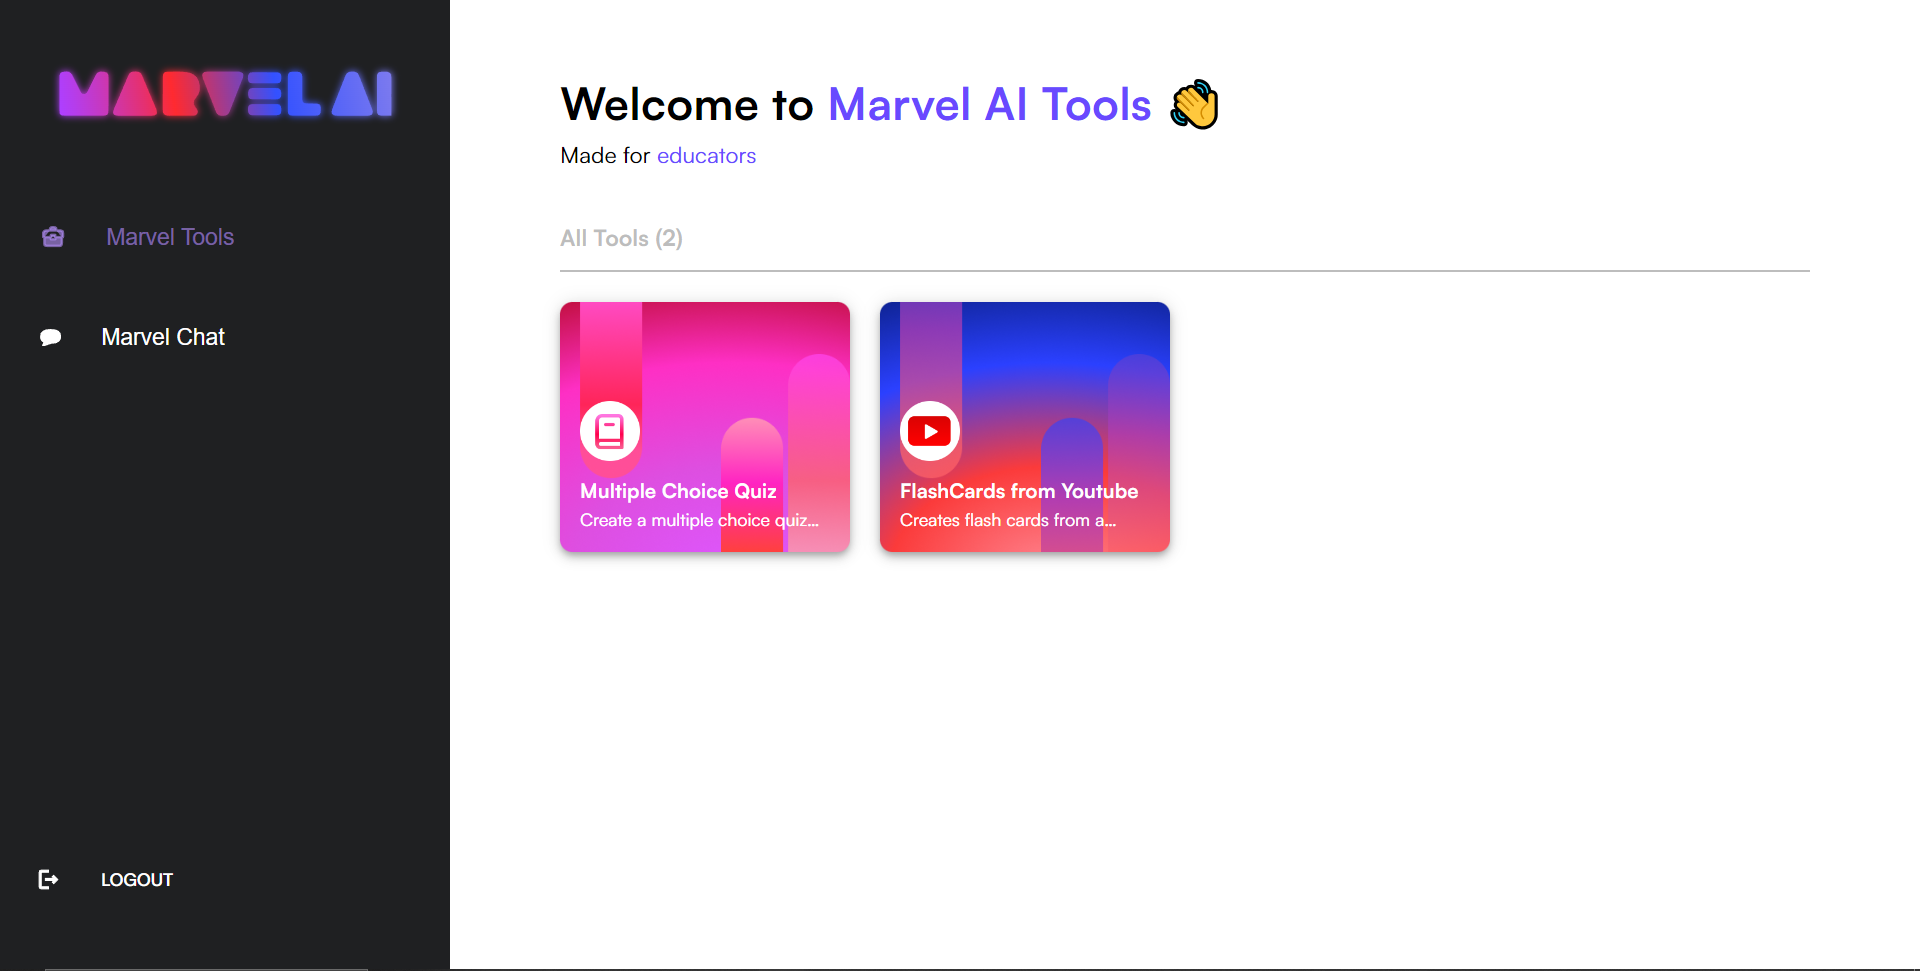 MARVEL AI
Marvel Tools
Marvel Chat
LOGOUT
Welcome to Marvel AI Tools 👋
Made for educators
All Tools (2)
Multiple Choice Quiz
Create a multiple choice quiz...
FlashCards from Youtube
Creates flash cards from a...